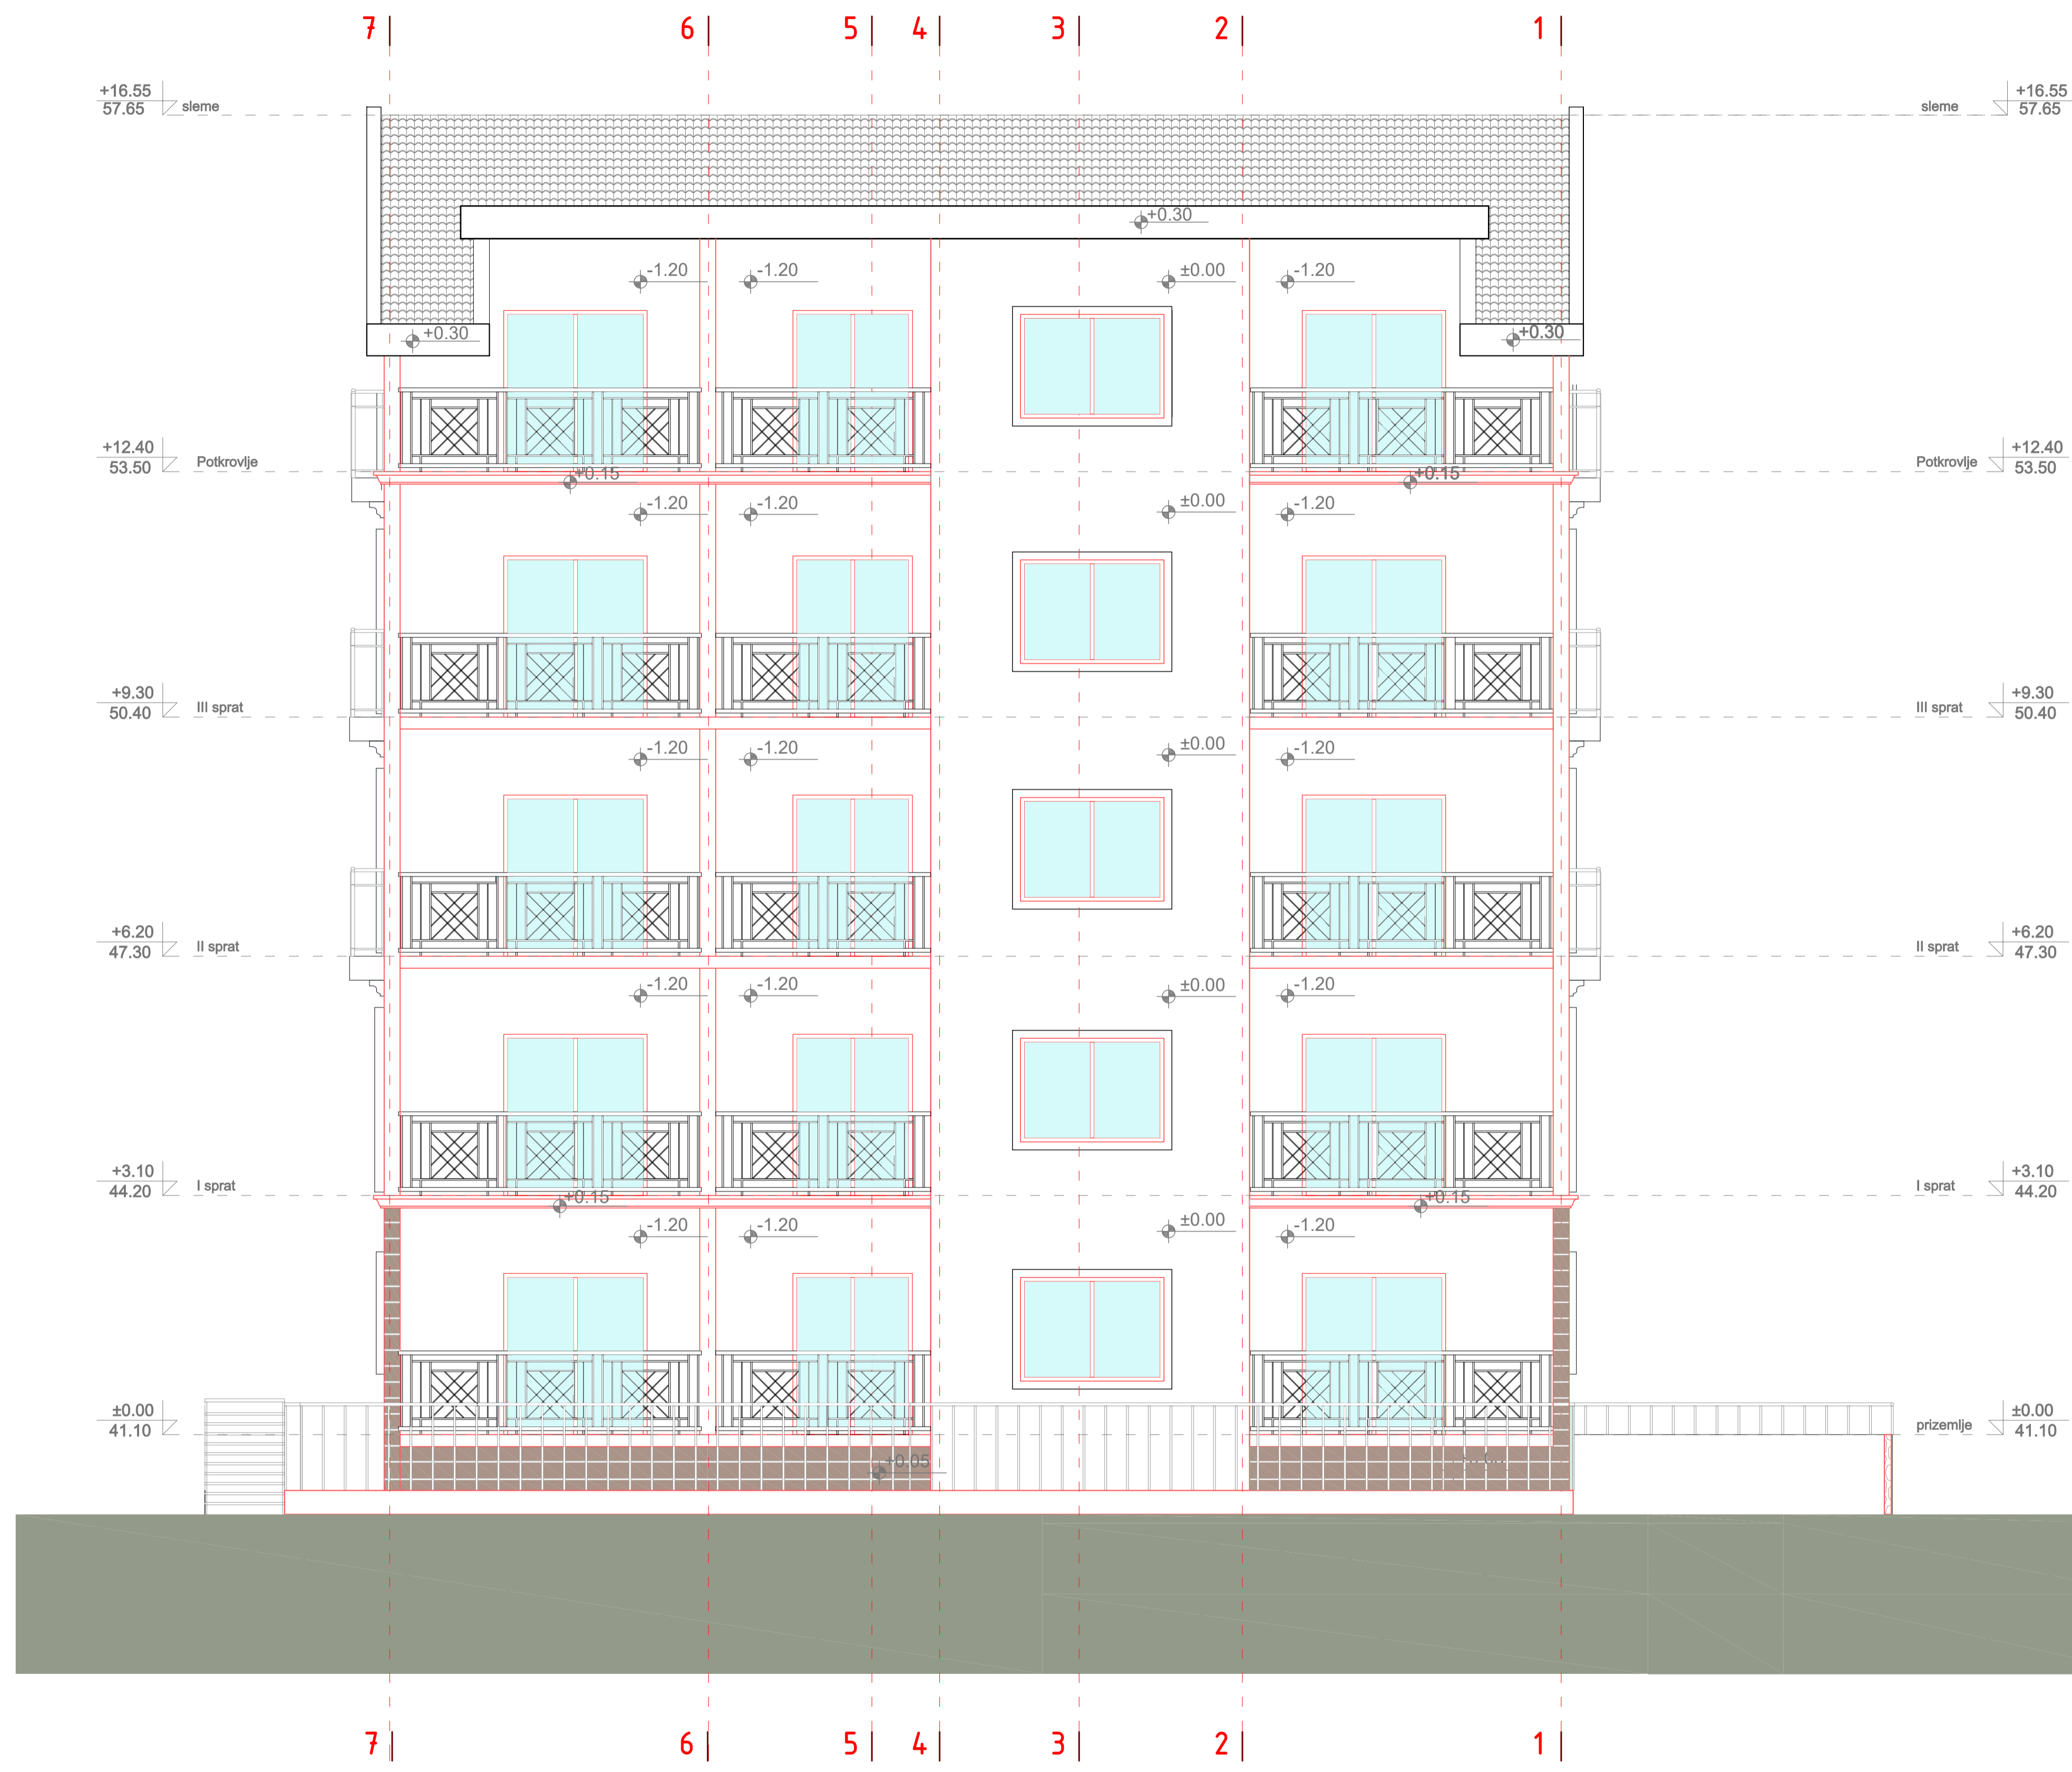 7 6 5 4 3 2 1
+16.55 +16.55
57.65 sleme sleme 57.65
+0.30
-1.20 -1.20 ±0.00 -1.20
+0.30 +0.30
+12.40 +12.40
53.50 Potkrovlje Potkrovlje 53.50
+0.15 +0.15
-1.20 -1.20 ±0.00 -1.20
+9.30 +9.30
50.40 III sprat III sprat 50.40
-1.20 -1.20 ±0.00 -1.20
+6.20 +6.20
47.30 II sprat II sprat 47.30
-1.20 -1.20 ±0.00 -1.20
+3.10 +3.10
44.20 I sprat I sprat 44.20
+0.15 +0.15
-1.20 -1.20 ±0.00 -1.20
±0.00 ±0.00
41.10 prizemlje 41.10
+0.05
7 6 5 4 3 2 1